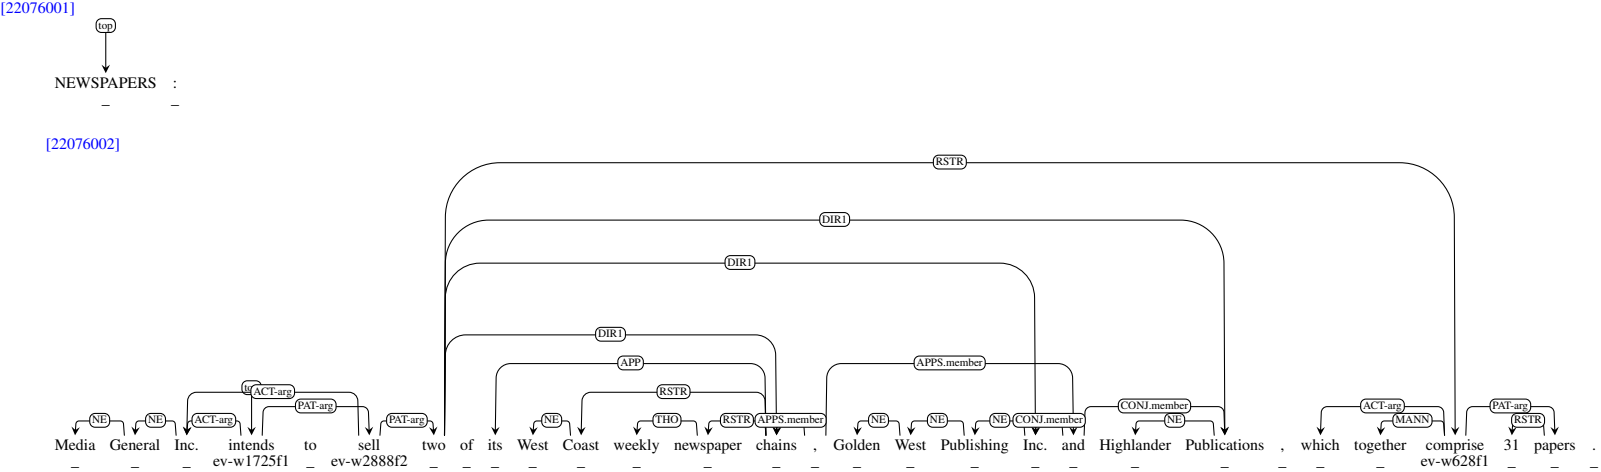 [22076001]
top
NEWSPAPERS :
_ _
[22076002]
RSTR
DIR1
DIR1
DIR1
APP APPS.member
to ACT-arg RSTR
PAT-arg CONJ.member ACT-arg PAT-arg
NE NE ACT-arg PAT-arg NE THO RSTR APPS.member NE NE NE CONJ.member NE MANN RSTR
Media General Inc. intends to sell two of its West Coast weekly newspaper chains , Golden West Publishing Inc. and Highlander Publications , which together comprise 31 papers .
_ _ _ ev-w1725f1 _ ev-w2888f2 _ _ _ _ _ _ _ _ _ _ _ _ _ _ _ _ _ _ _ ev-w628f1 _ _ _